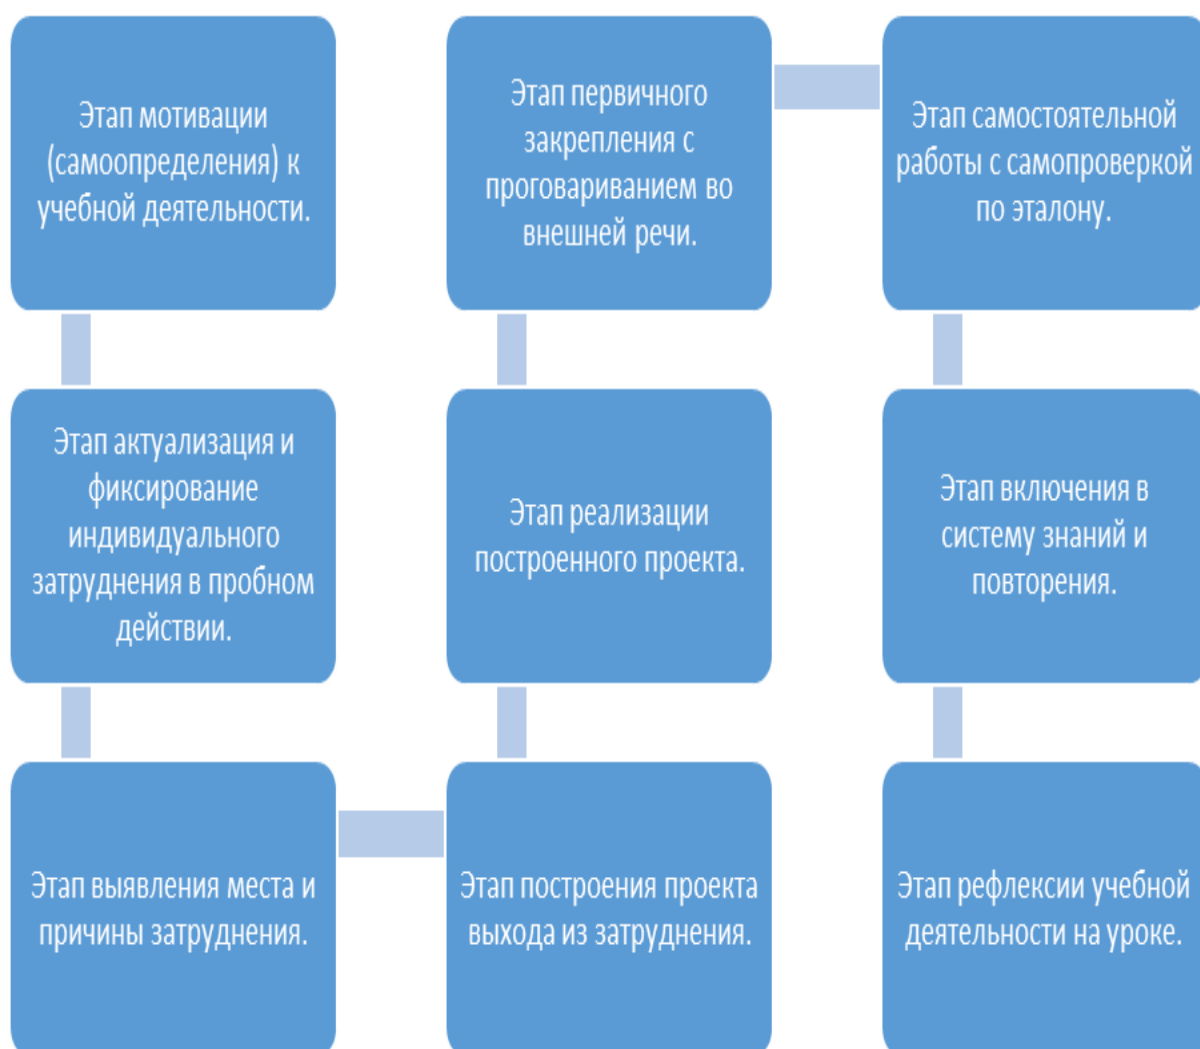 Этап мотивации
(самоопределения) к
учебной деятельности.
Этап актуализация и
фиксирование
индивидуального
затруднения в пробном
действии.
Этап выявления места и
причины затруднения.
Этап построения проекта
выхода из затруднения.
Этап реализации
построенного проекта.
Этап первичного
закрепления с
проговариванием во
внешней речи.
Этап самостоятельной
работы с самопроверкой
по эталону.
Этап включения в
систему знаний и
повторения.
Этап рефлексии учебной
деятельности на уроке.